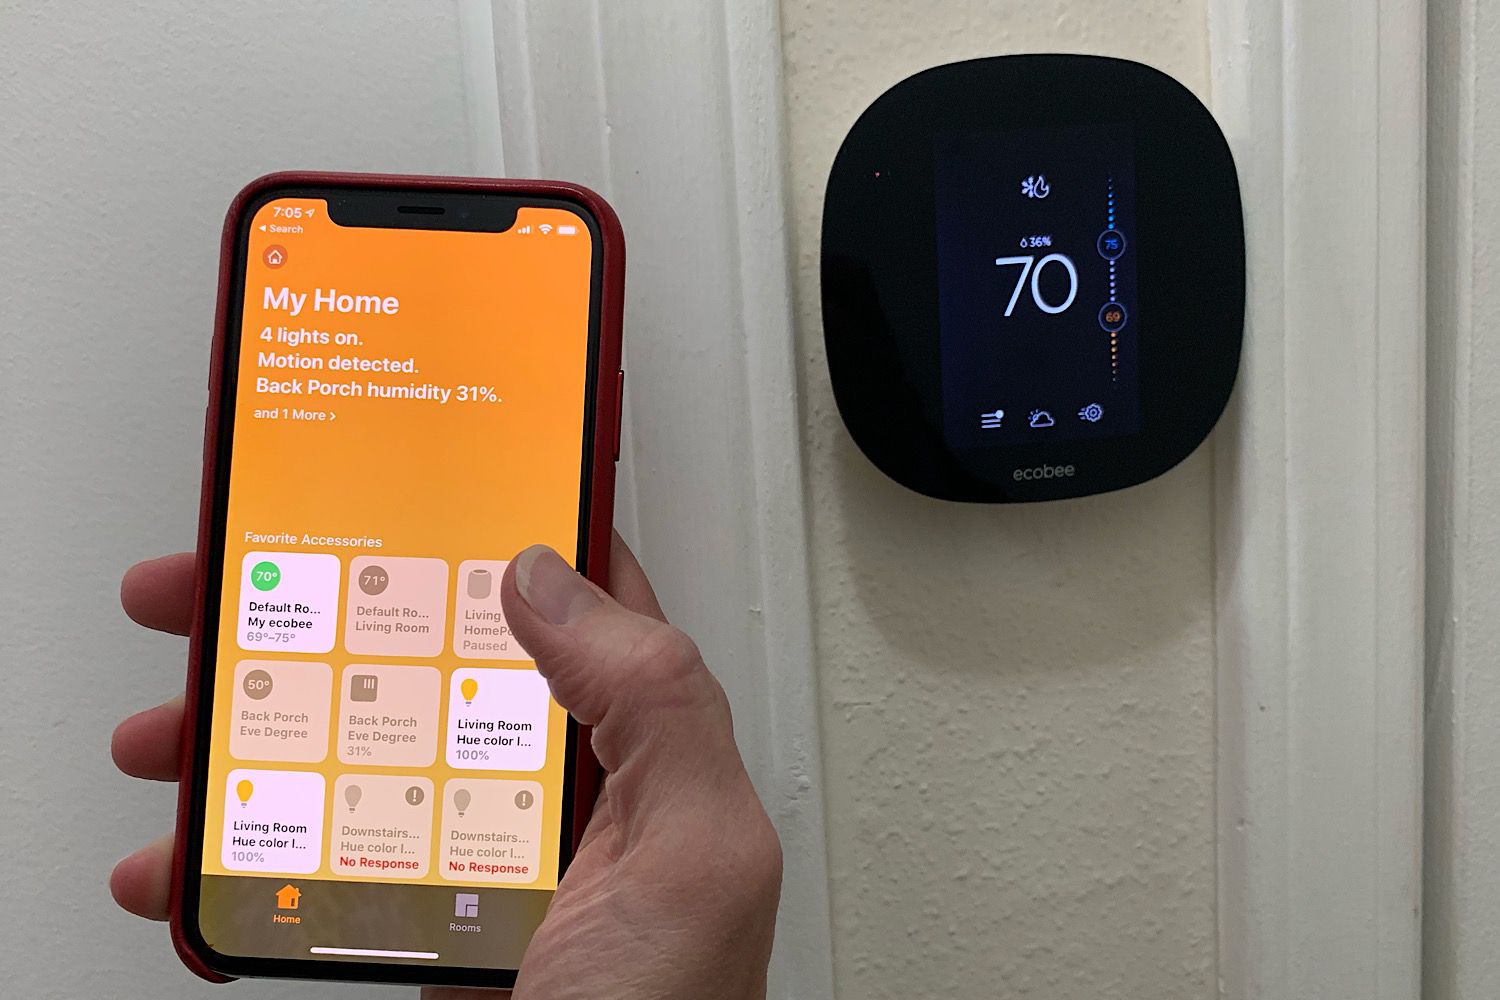 7:05
Search
My Home
4 lights on.
Motion detected.
Back Porch humidity 31%.
and 1 More >
Favorite Accessories
70°
Default Ro...
My ecobee
69°–75°
71°
Default Ro...
Living Room
Living
Paused
50°
Back Porch
Eve Degree
Back Porch
Eve Degree
31%
Living Room
Hue color l...
100%
Living Room
Hue color l...
100%
!
Downstairs...
Hue color l...
No Response
!
Downstairs...
Hue color l...
No Response
Home
Rooms
36%
70
75
69
ecobee